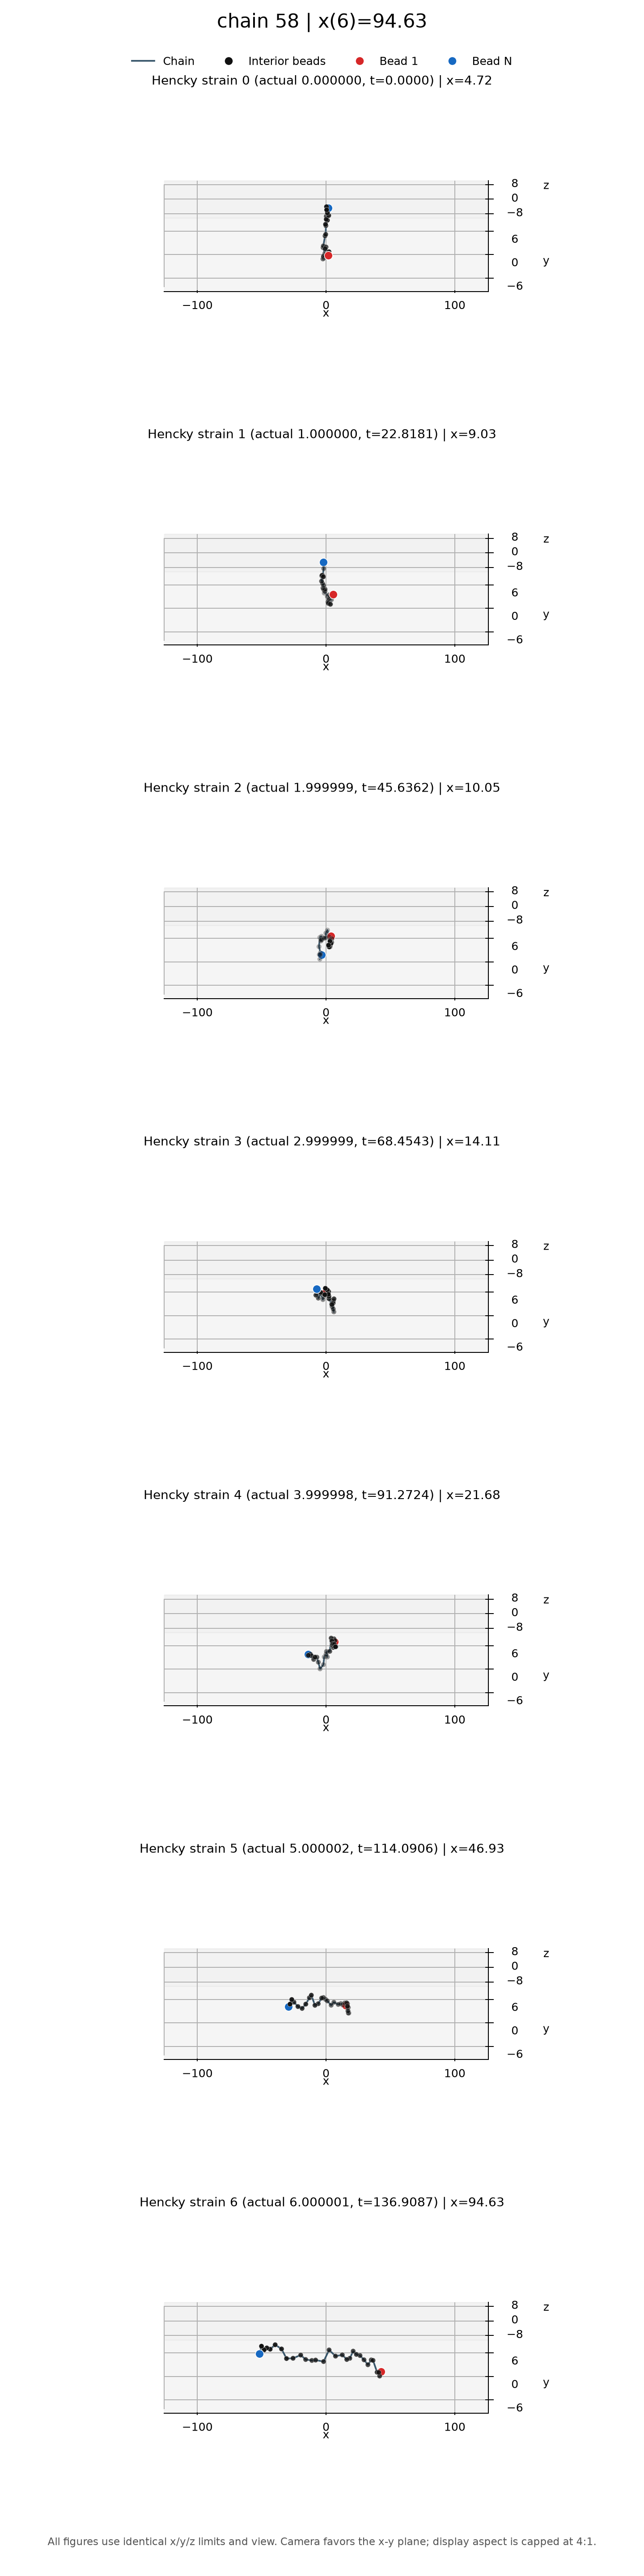 chain 58 | x(6)=94.63
Chain Interior beads Bead 1 Bead N
Hencky strain 0 (actual 0.000000, t=0.0000) | x=4.72
8 z
0
−8
6
0 y
−6
−100 0 100
x
Hencky strain 1 (actual 1.000000, t=22.8181) | x=9.03
8 z
0
−8
6
0 y
−6
−100 0 100
x
Hencky strain 2 (actual 1.999999, t=45.6362) | x=10.05
8 z
0
−8
6
0 y
−6
−100 0 100
x
Hencky strain 3 (actual 2.999999, t=68.4543) | x=14.11
8 z
0
−8
6
0 y
−6
−100 0 100
x
Hencky strain 4 (actual 3.999998, t=91.2724) | x=21.68
8 z
0
−8
6
0 y
−6
−100 0 100
x
Hencky strain 5 (actual 5.000002, t=114.0906) | x=46.93
8 z
0
−8
6
0 y
−6
−100 0 100
x
Hencky strain 6 (actual 6.000001, t=136.9087) | x=94.63
8 z
0
−8
6
0 y
−6
−100 0 100
x
All figures use identical x/y/z limits and view. Camera favors the x-y plane; display aspect is capped at 4:1.